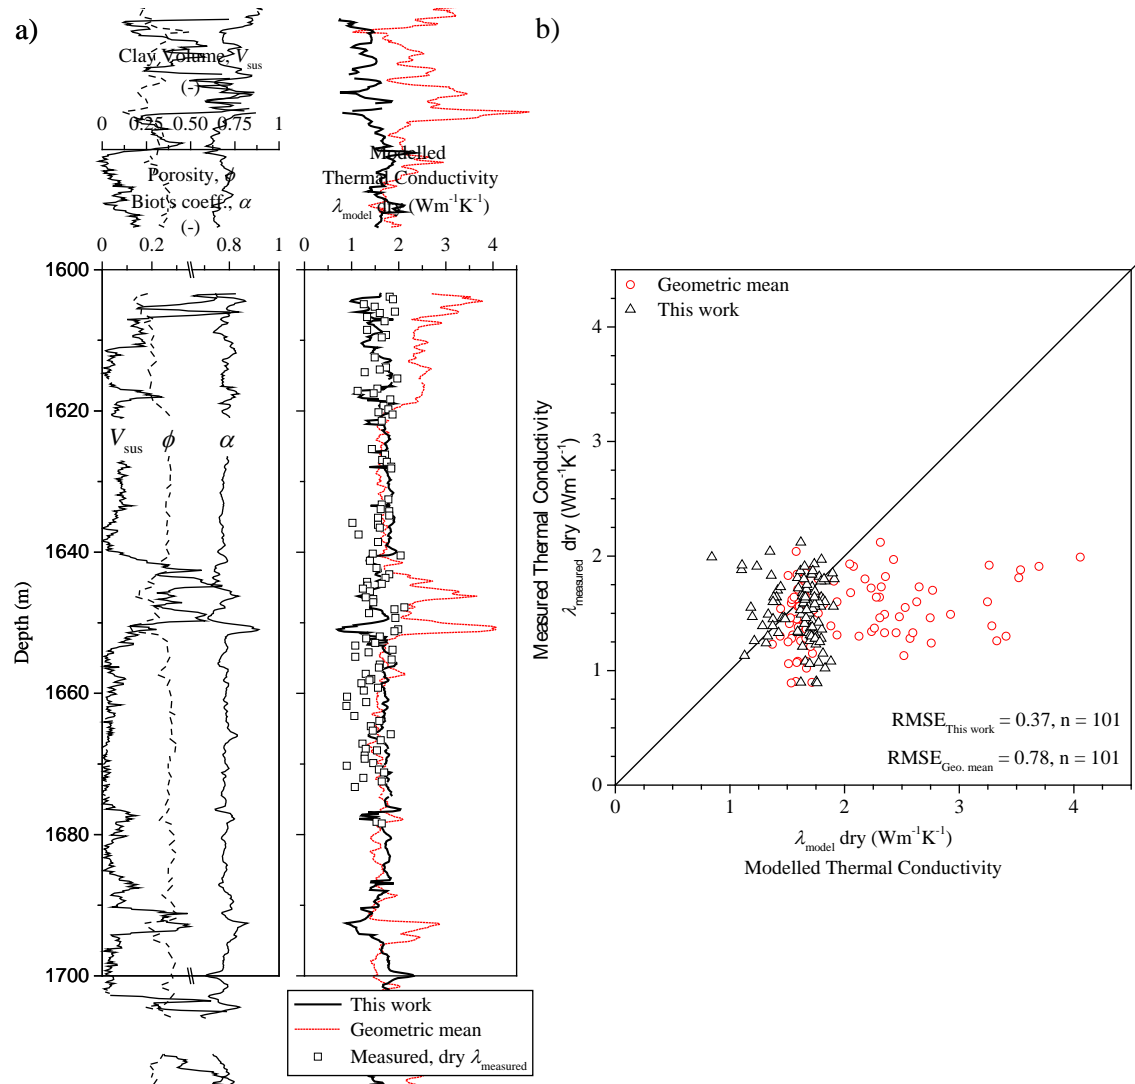 a)
Clay Volume, V_sus
(-)
0 0.25 0.50 0.75 1
Porosity, ϕ
Biot's coeff., α
(-)
0 0.2 0.8 1
Modelled
Thermal Conductivity
λ_model dry (Wm⁻¹K⁻¹)
0 1 2 3 4
Depth (m)
1600
1620
1640
1660
1680
1700
V_sus ϕ α
This work
Geometric mean
Measured, dry λ_measured
b)
Geometric mean
This work
Measured Thermal Conductivity
λ_measured dry (Wm⁻¹K⁻¹)
4
3
2
1
0
RMSE_This work = 0.37, n = 101
RMSE_Geo. mean = 0.78, n = 101
0 1 2 3 4
λ_model dry (Wm⁻¹K⁻¹)
Modelled Thermal Conductivity